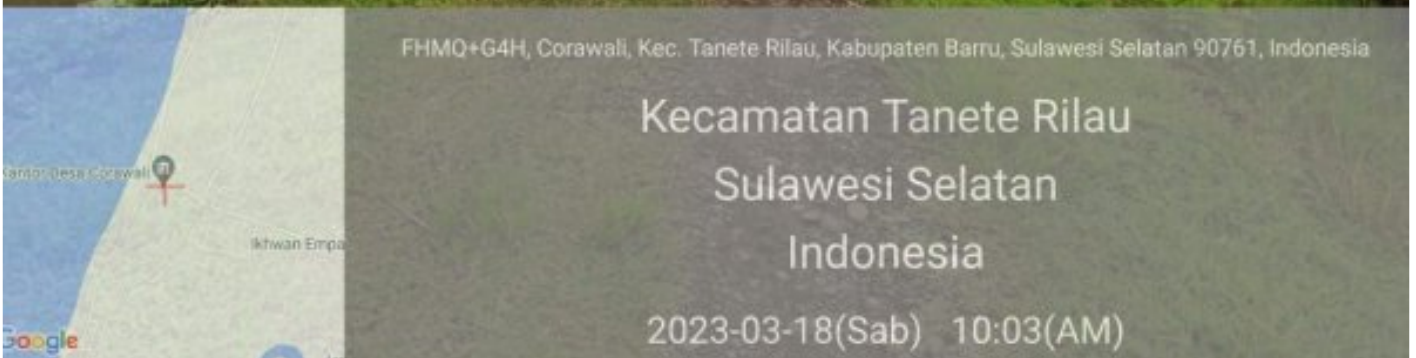 FHMQ+G4H, Corawali, Kec. Tanete Rilau, Kabupaten Barru, Sulawesi Selatan 90761, Indonesia
Kecamatan Tanete Rilau
Sulawesi Selatan
Indonesia
2023-03-18(Sab) 10:03(AM)
Kantor Desa Corawali
Ikhwan Empa
Google